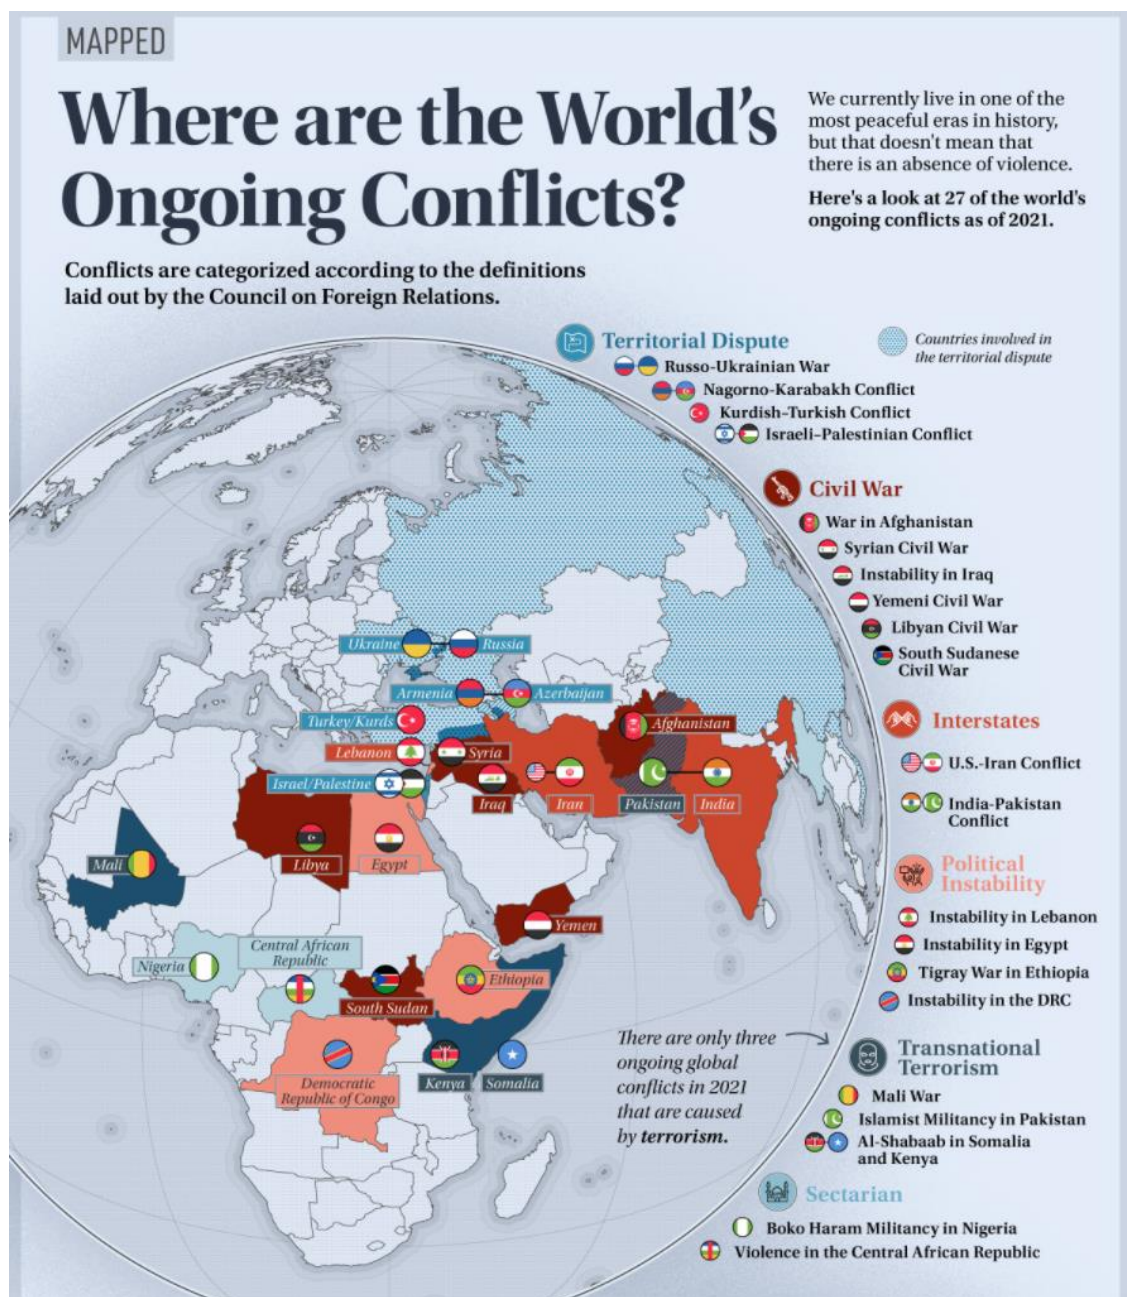 MAPPED
Where are the World's
Ongoing Conflicts?
We currently live in one of the
most peaceful eras in history,
but that doesn't mean that
there is an absence of violence.
Here's a look at 27 of the world's
ongoing conflicts as of 2021.
Conflicts are categorized according to the definitions
laid out by the Council on Foreign Relations.
Territorial Dispute
Countries involved in
the territorial dispute
Russo-Ukrainian War
Nagorno-Karabakh Conflict
Kurdish-Turkish Conflict
Israeli-Palestinian Conflict
Civil War
War in Afghanistan
Syrian Civil War
Instability in Iraq
Yemeni Civil War
Libyan Civil War
South Sudanese
Civil War
Interstates
U.S.-Iran Conflict
India-Pakistan
Conflict
Political
Instability
Instability in Lebanon
Instability in Egypt
Tigray War in Ethiopia
Instability in the DRC
Transnational
Terrorism
Mali War
Islamist Militancy in Pakistan
Al-Shabaab in Somalia
and Kenya
Sectarian
Boko Haram Militancy in Nigeria
Violence in the Central African Republic
Ukraine
Russia
Armenia
Azerbaijan
Turkey/Kurds
Afghanistan
Lebanon
Syria
Israel/Palestine
Iraq
Iran
Pakistan
India
Mali
Libya
Egypt
Yemen
Central African
Republic
Nigeria
Ethiopia
South Sudan
Democratic
Republic of Congo
Kenya
Somalia
There are only three
ongoing global
conflicts in 2021
that are caused
by terrorism.